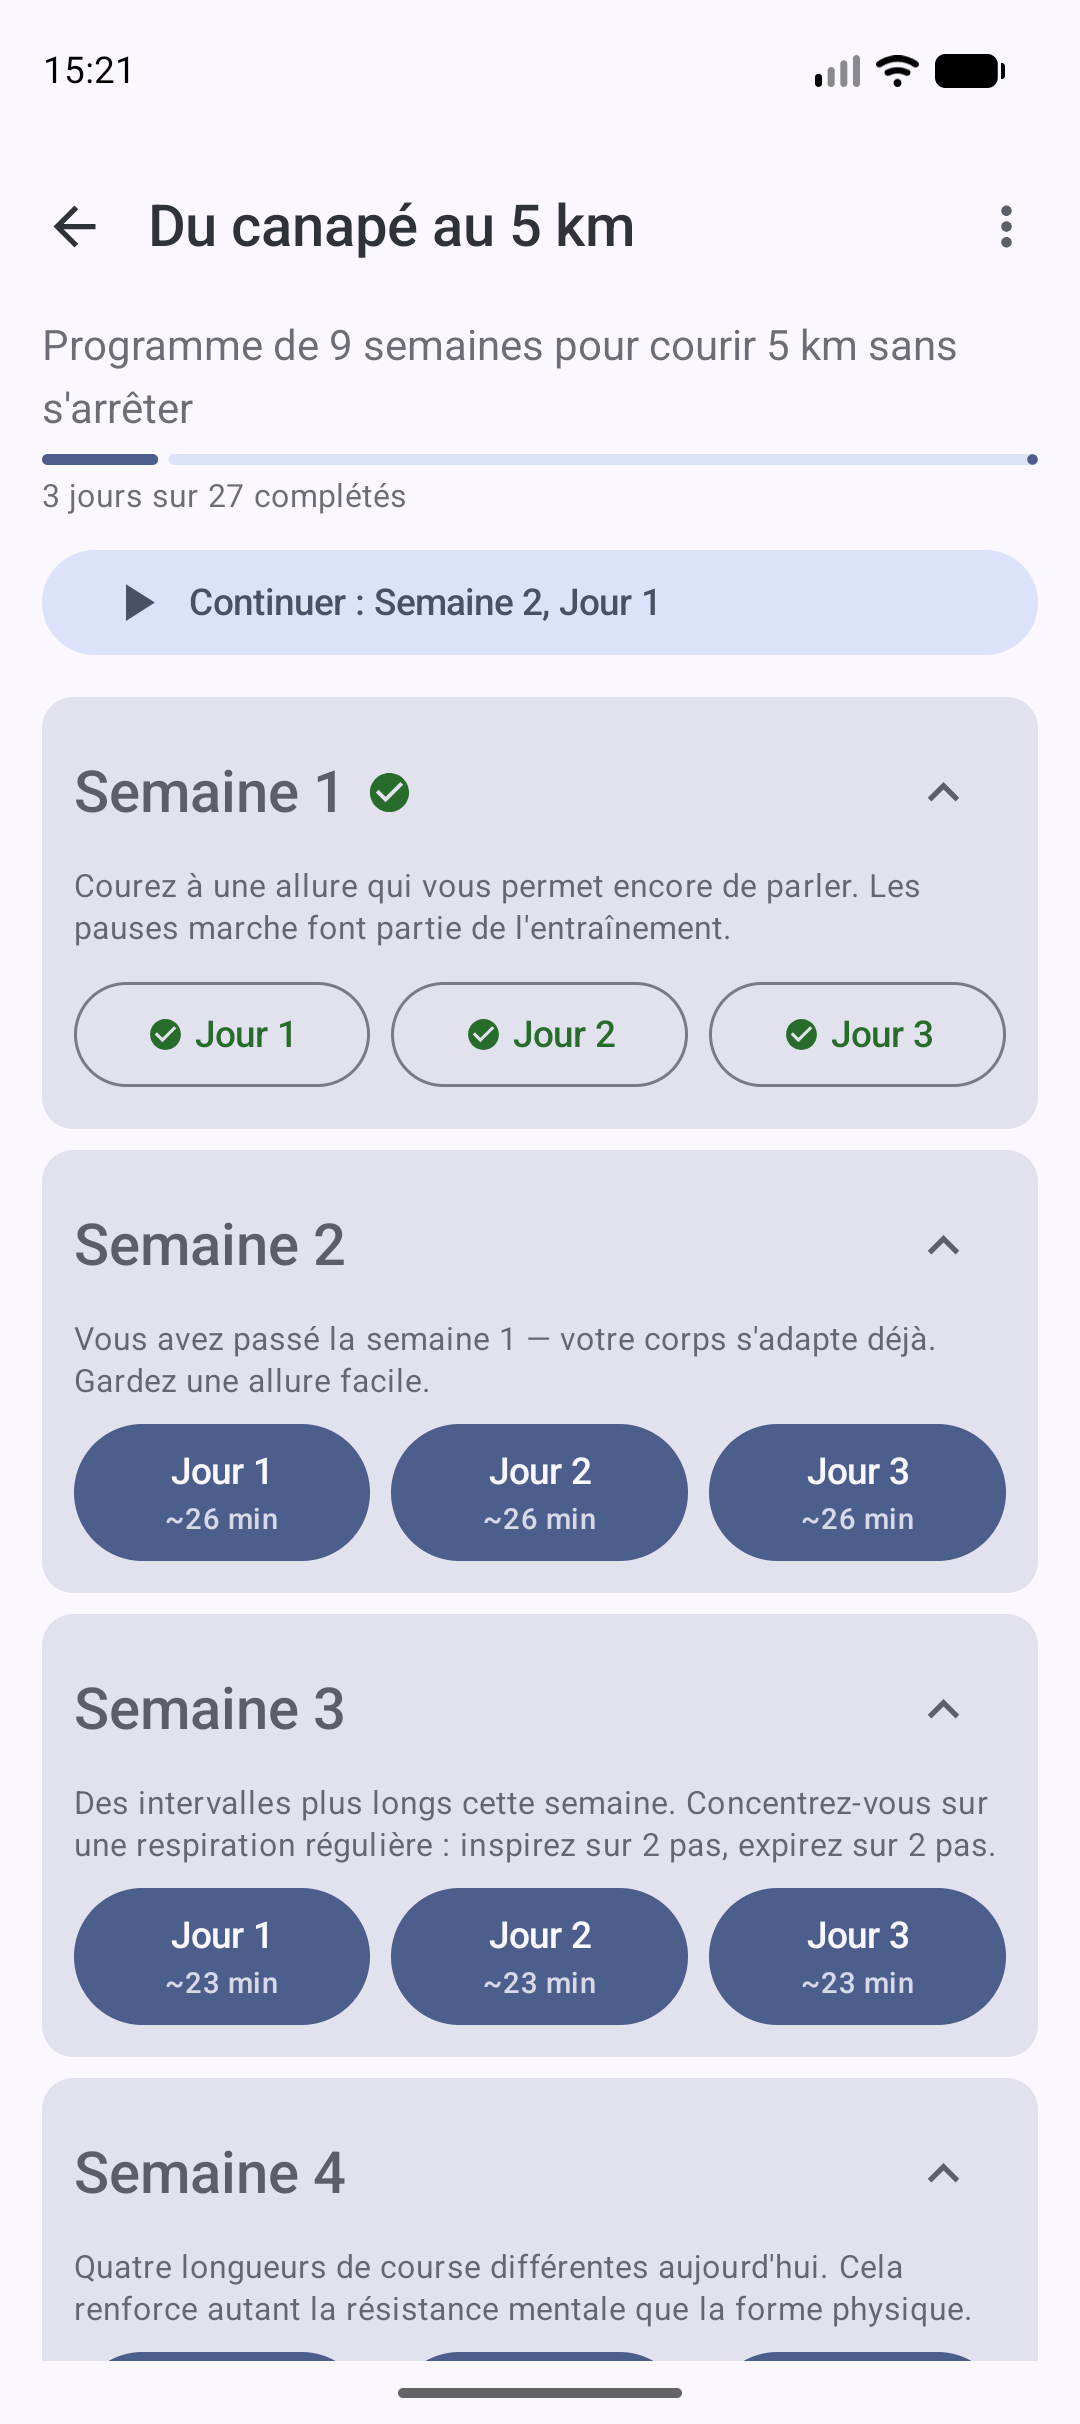 15:21
Du canapé au 5 km
Programme de 9 semaines pour courir 5 km sans
s'arrêter
3 jours sur 27 complétés
Continuer : Semaine 2, Jour 1
Semaine 1
Courez à une allure qui vous permet encore de parler. Les
pauses marche font partie de l'entraînement.
Jour 1
Jour 2
Jour 3
Semaine 2
Vous avez passé la semaine 1 — votre corps s'adapte déjà.
Gardez une allure facile.
Jour 1
~26 min
Jour 2
~26 min
Jour 3
~26 min
Semaine 3
Des intervalles plus longs cette semaine. Concentrez-vous sur
une respiration régulière : inspirez sur 2 pas, expirez sur 2 pas.
Jour 1
~23 min
Jour 2
~23 min
Jour 3
~23 min
Semaine 4
Quatre longueurs de course différentes aujourd'hui. Cela
renforce autant la résistance mentale que la forme physique.